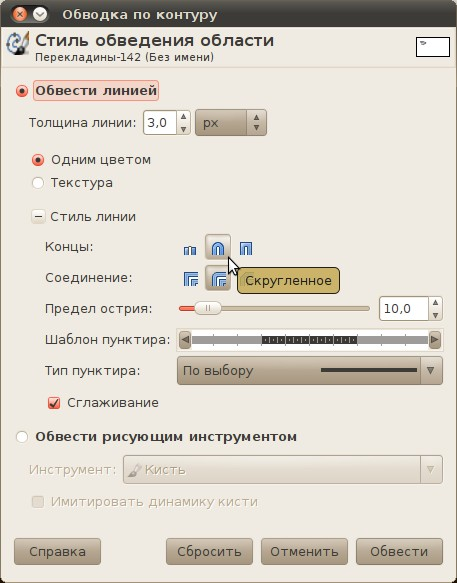 Обводка по контуру
Стиль обведения области
Перекладины-142 (Без имени)
Обвести линией
Толщина линии: 3,0 px
Одним цветом
Текстура
Стиль линии
Концы:
Соединение:
Скругленное
Предел острия: 10,0
Шаблон пунктира:
Тип пунктира: По выбору
Сглаживание
Обвести рисующим инструментом
Инструмент: Кисть
Имитировать динамику кисти
Справка Сбросить Отменить Обвести